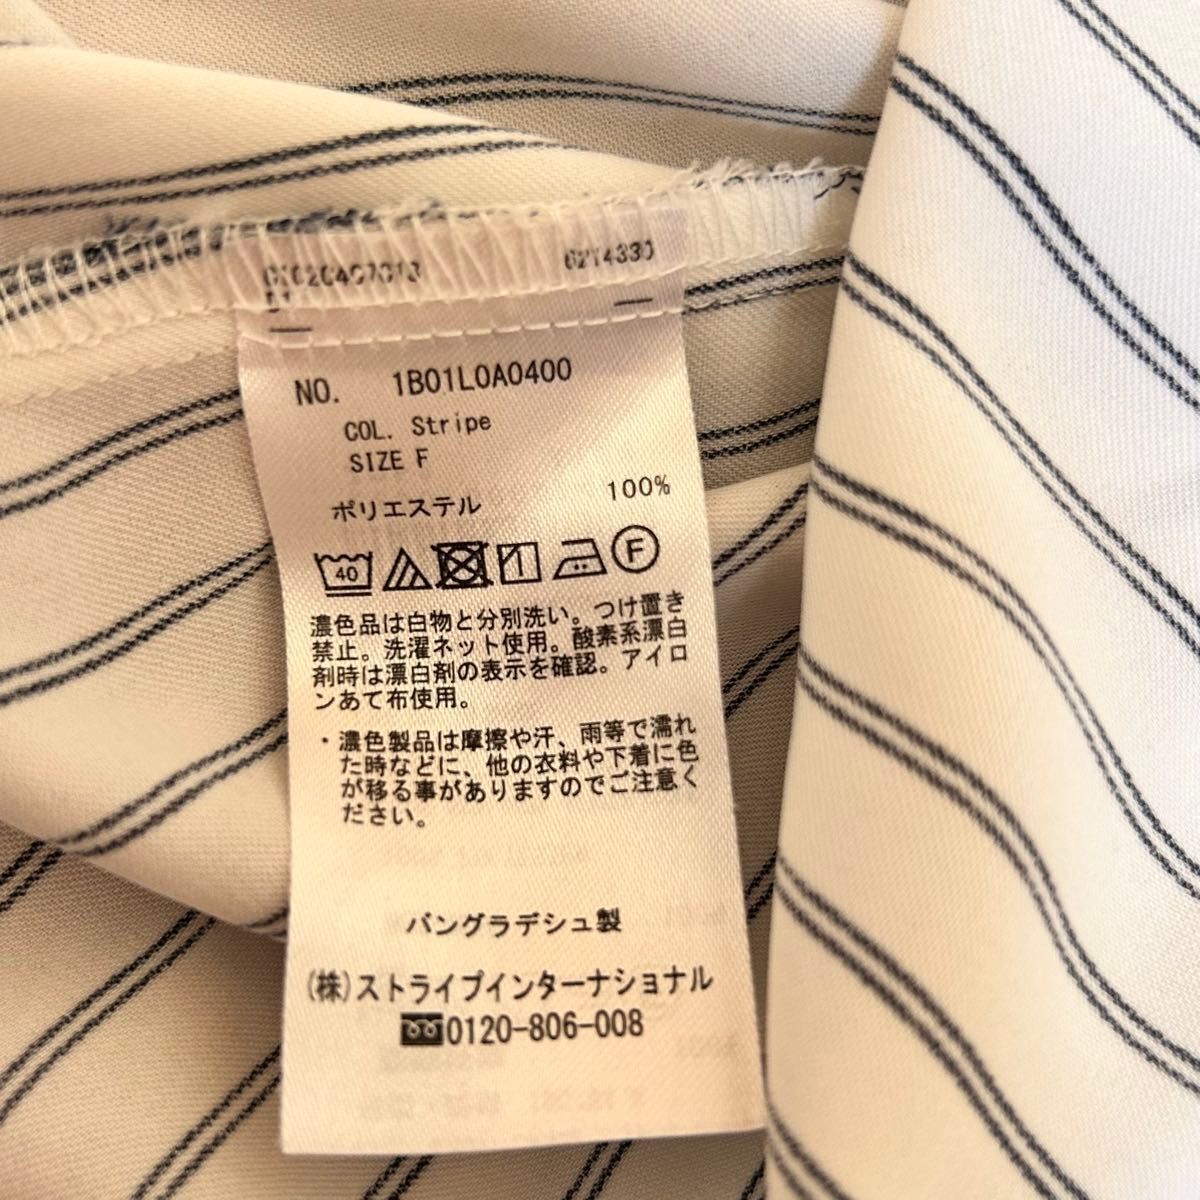 62Y4330
NO. 1B01L0A0400
COL. Stripe
SIZE F
ポリエステル 100%
40 F
濃色品は白物と分別洗い。つけ置き
禁止。洗濯ネット使用。酸素系漂白
剤時は漂白剤の表示を確認。アイロ
ンあて布使用。
・濃色製品は摩擦や汗、雨等で濡れ
た時などに、他の衣料や下着に色
が移る事がありますのでご注意く
ださい。
バングラデシュ製
(株)ストライプインターナショナル
0120-806-008